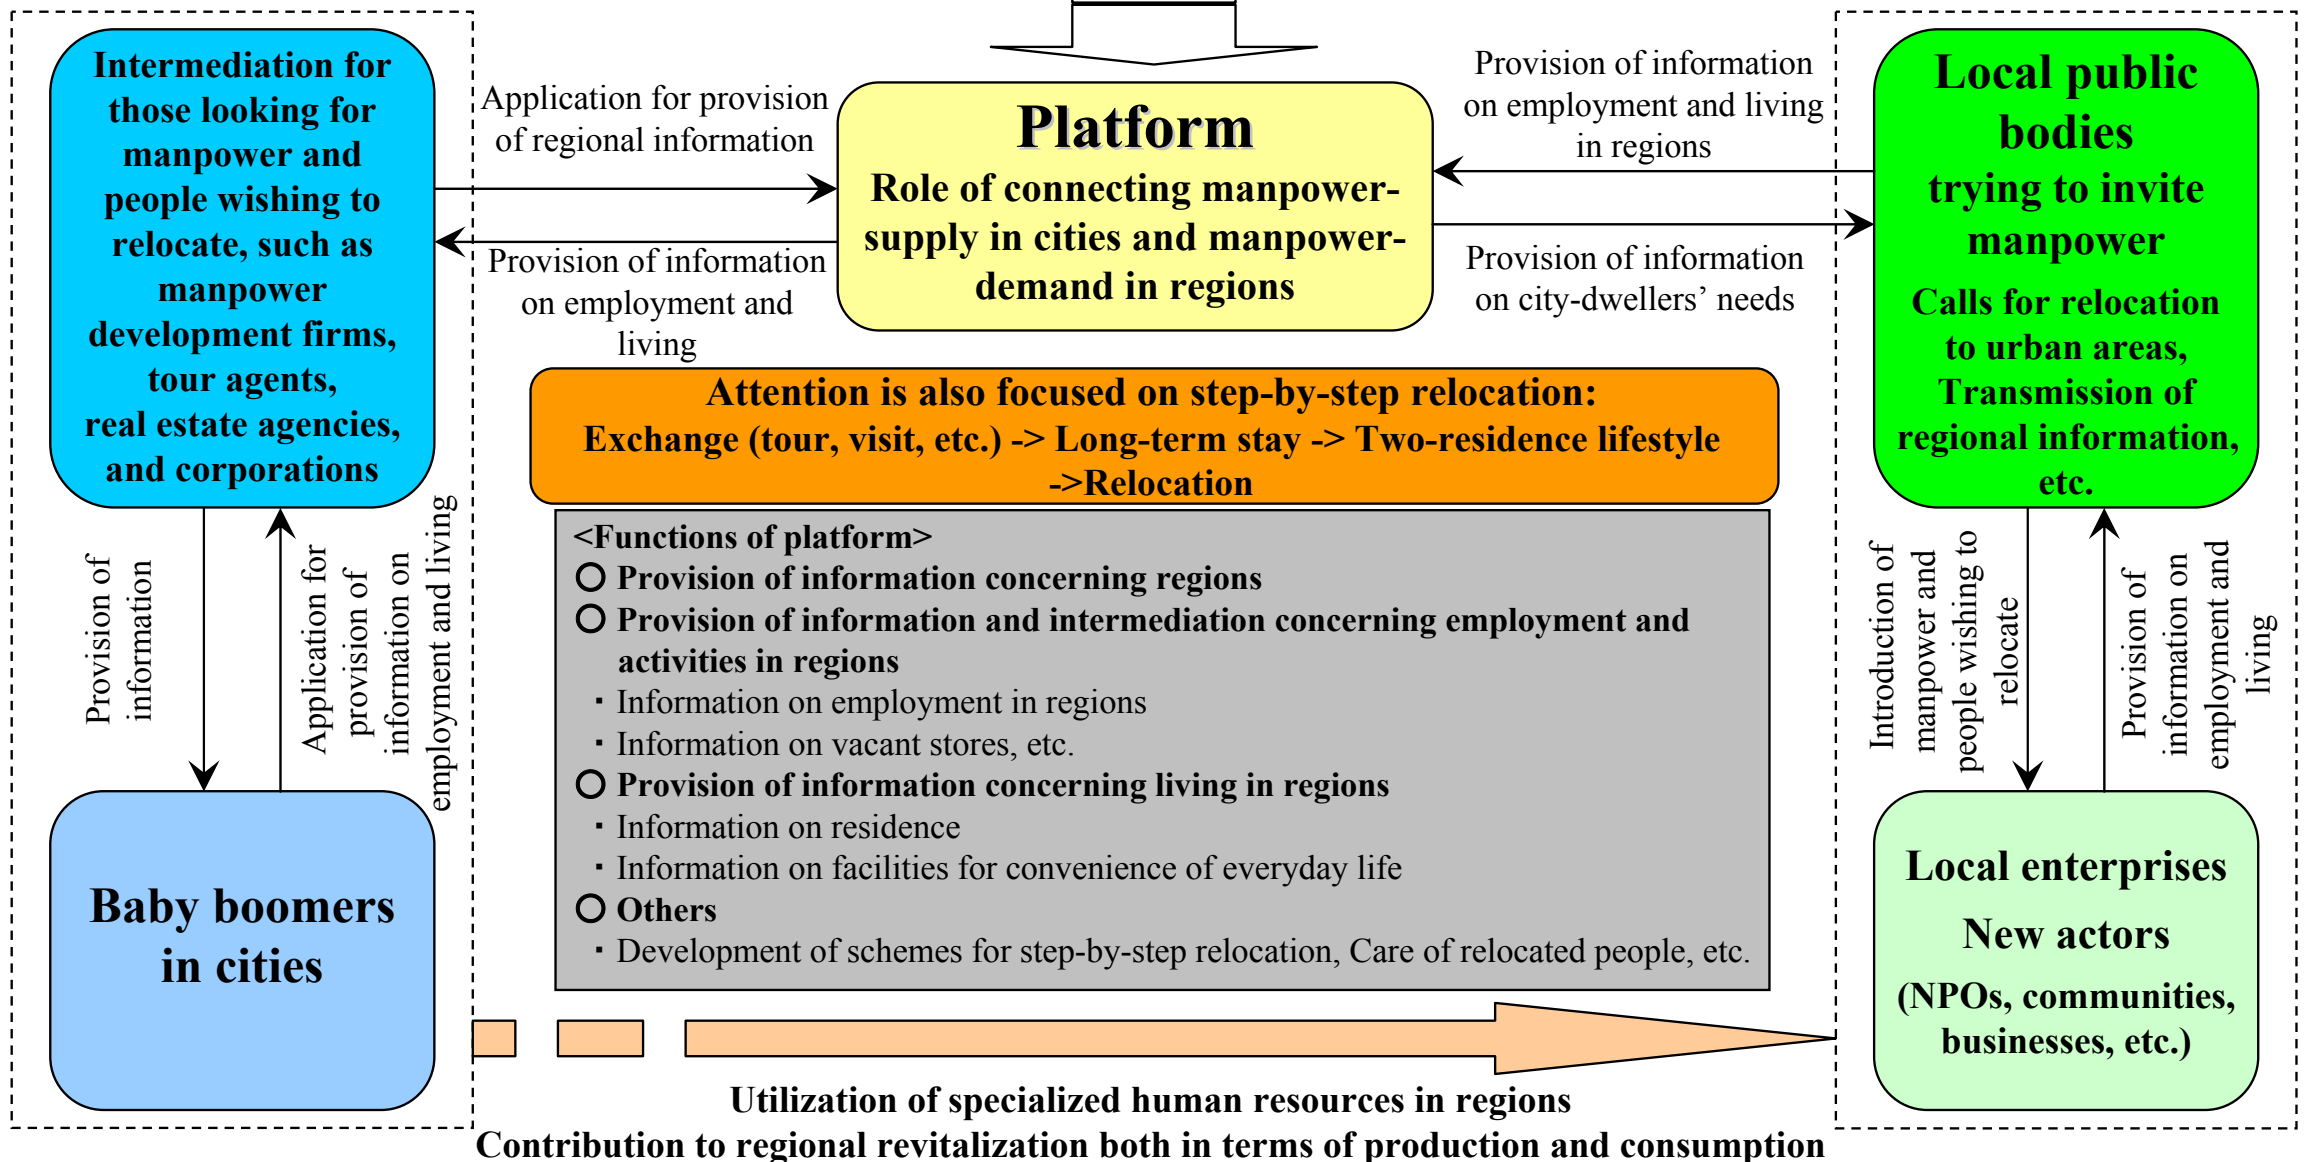 Intermediation for
those looking for
manpower and
people wishing to
relocate, such as
manpower
development firms,
tour agents,
real estate agencies,
and corporations
Application for provision
of regional information
Provision of information
on employment and
living
Platform
Role of connecting manpower-
supply in cities and manpower-
demand in regions
Provision of information
on employment and living
in regions
Provision of information
on city-dwellers’ needs
Local public
bodies
trying to invite
manpower
Calls for relocation
to urban areas,
Transmission of
regional information,
etc.
Attention is also focused on step-by-step relocation:
Exchange (tour, visit, etc.) -> Long-term stay -> Two-residence lifestyle
->Relocation
Provision of
information
Application for
provision of
information on
employment and living
<Functions of platform>
○ Provision of information concerning regions
○ Provision of information and intermediation concerning employment and
activities in regions
・Information on employment in regions
・Information on vacant stores, etc.
○ Provision of information concerning living in regions
・Information on residence
・Information on facilities for convenience of everyday life
○ Others
・Development of schemes for step-by-step relocation, Care of relocated people, etc.
Introduction of
manpower and
people wishing to
relocate
Provision of
information on
employment and
living
Baby boomers
in cities
Local enterprises
New actors
(NPOs, communities,
businesses, etc.)
Utilization of specialized human resources in regions
Contribution to regional revitalization both in terms of production and consumption